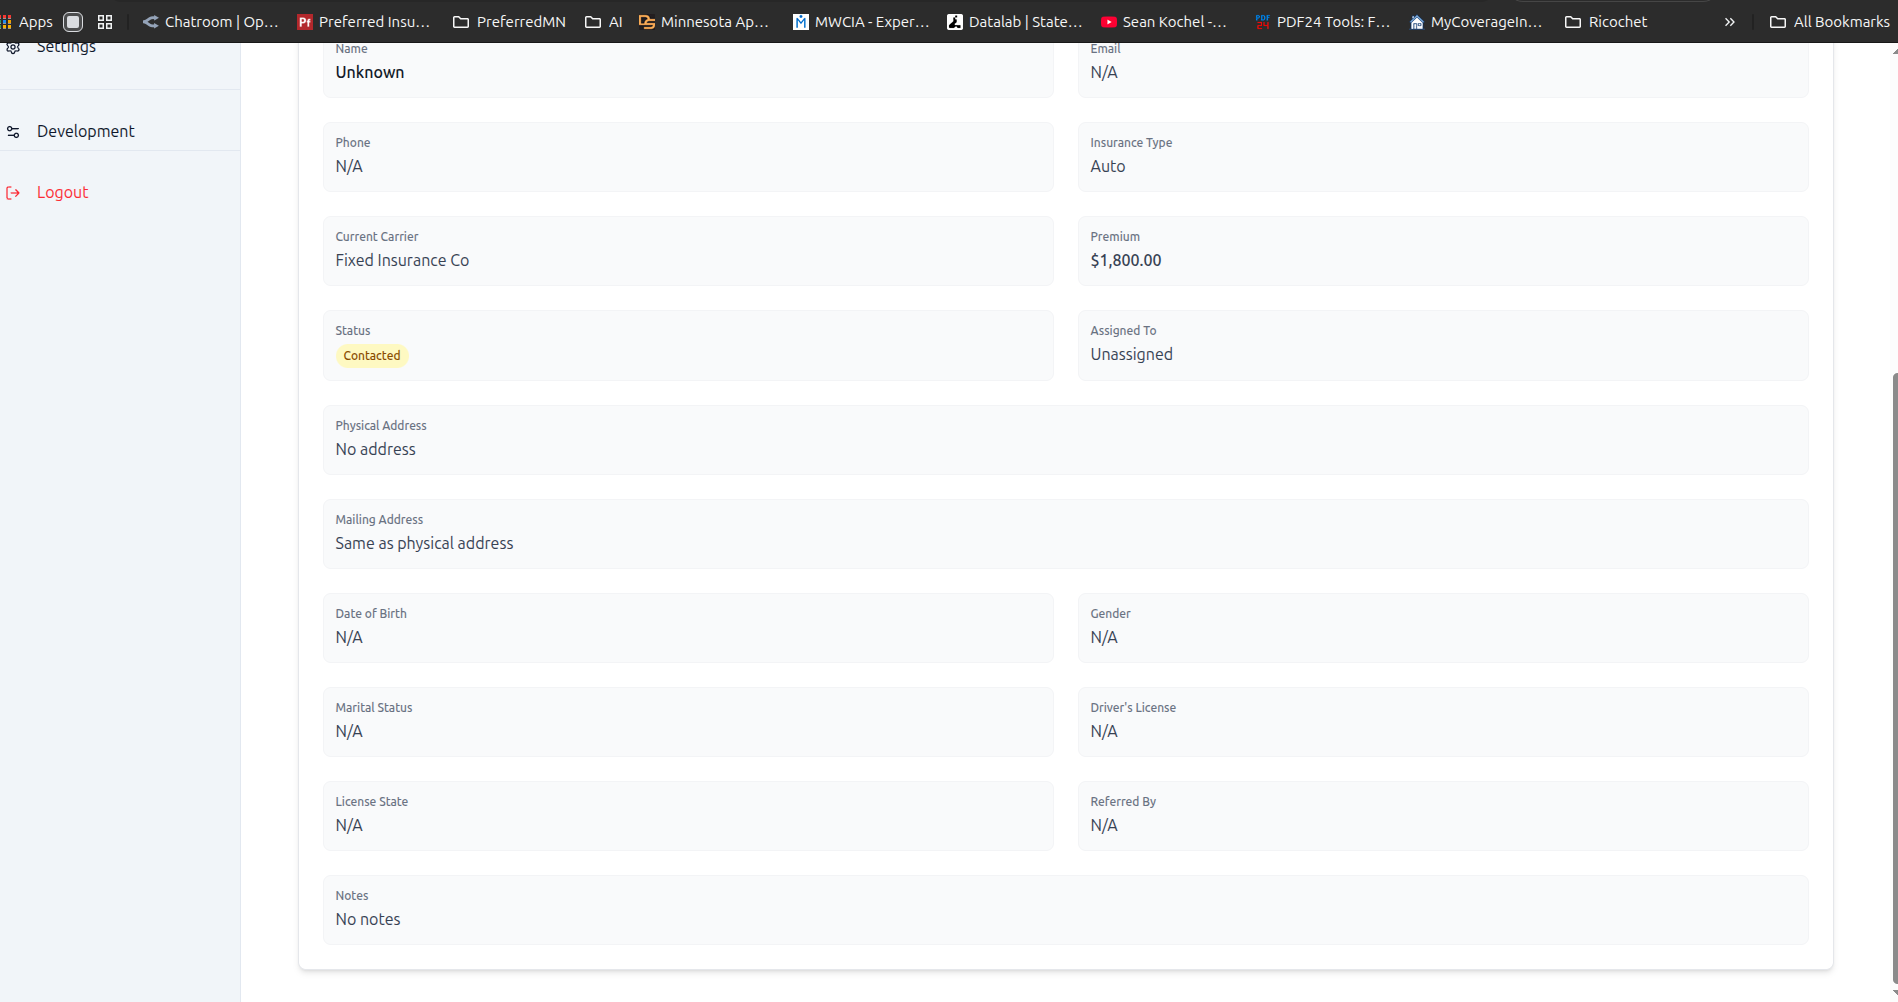 Apps
Chatroom | Op...
Preferred Insu...
PreferredMN
AI
Minnesota Ap...
MWCIA - Exper...
Datalab | State...
Sean Kochel -...
PDF24 Tools: F...
MyCoverageIn...
Ricochet
»
All Bookmarks
Settings
Development
Logout
Name
Unknown
Email
N/A
Phone
N/A
Insurance Type
Auto
Current Carrier
Fixed Insurance Co
Premium
$1,800.00
Status
Contacted
Assigned To
Unassigned
Physical Address
No address
Mailing Address
Same as physical address
Date of Birth
N/A
Gender
N/A
Marital Status
N/A
Driver's License
N/A
License State
N/A
Referred By
N/A
Notes
No notes